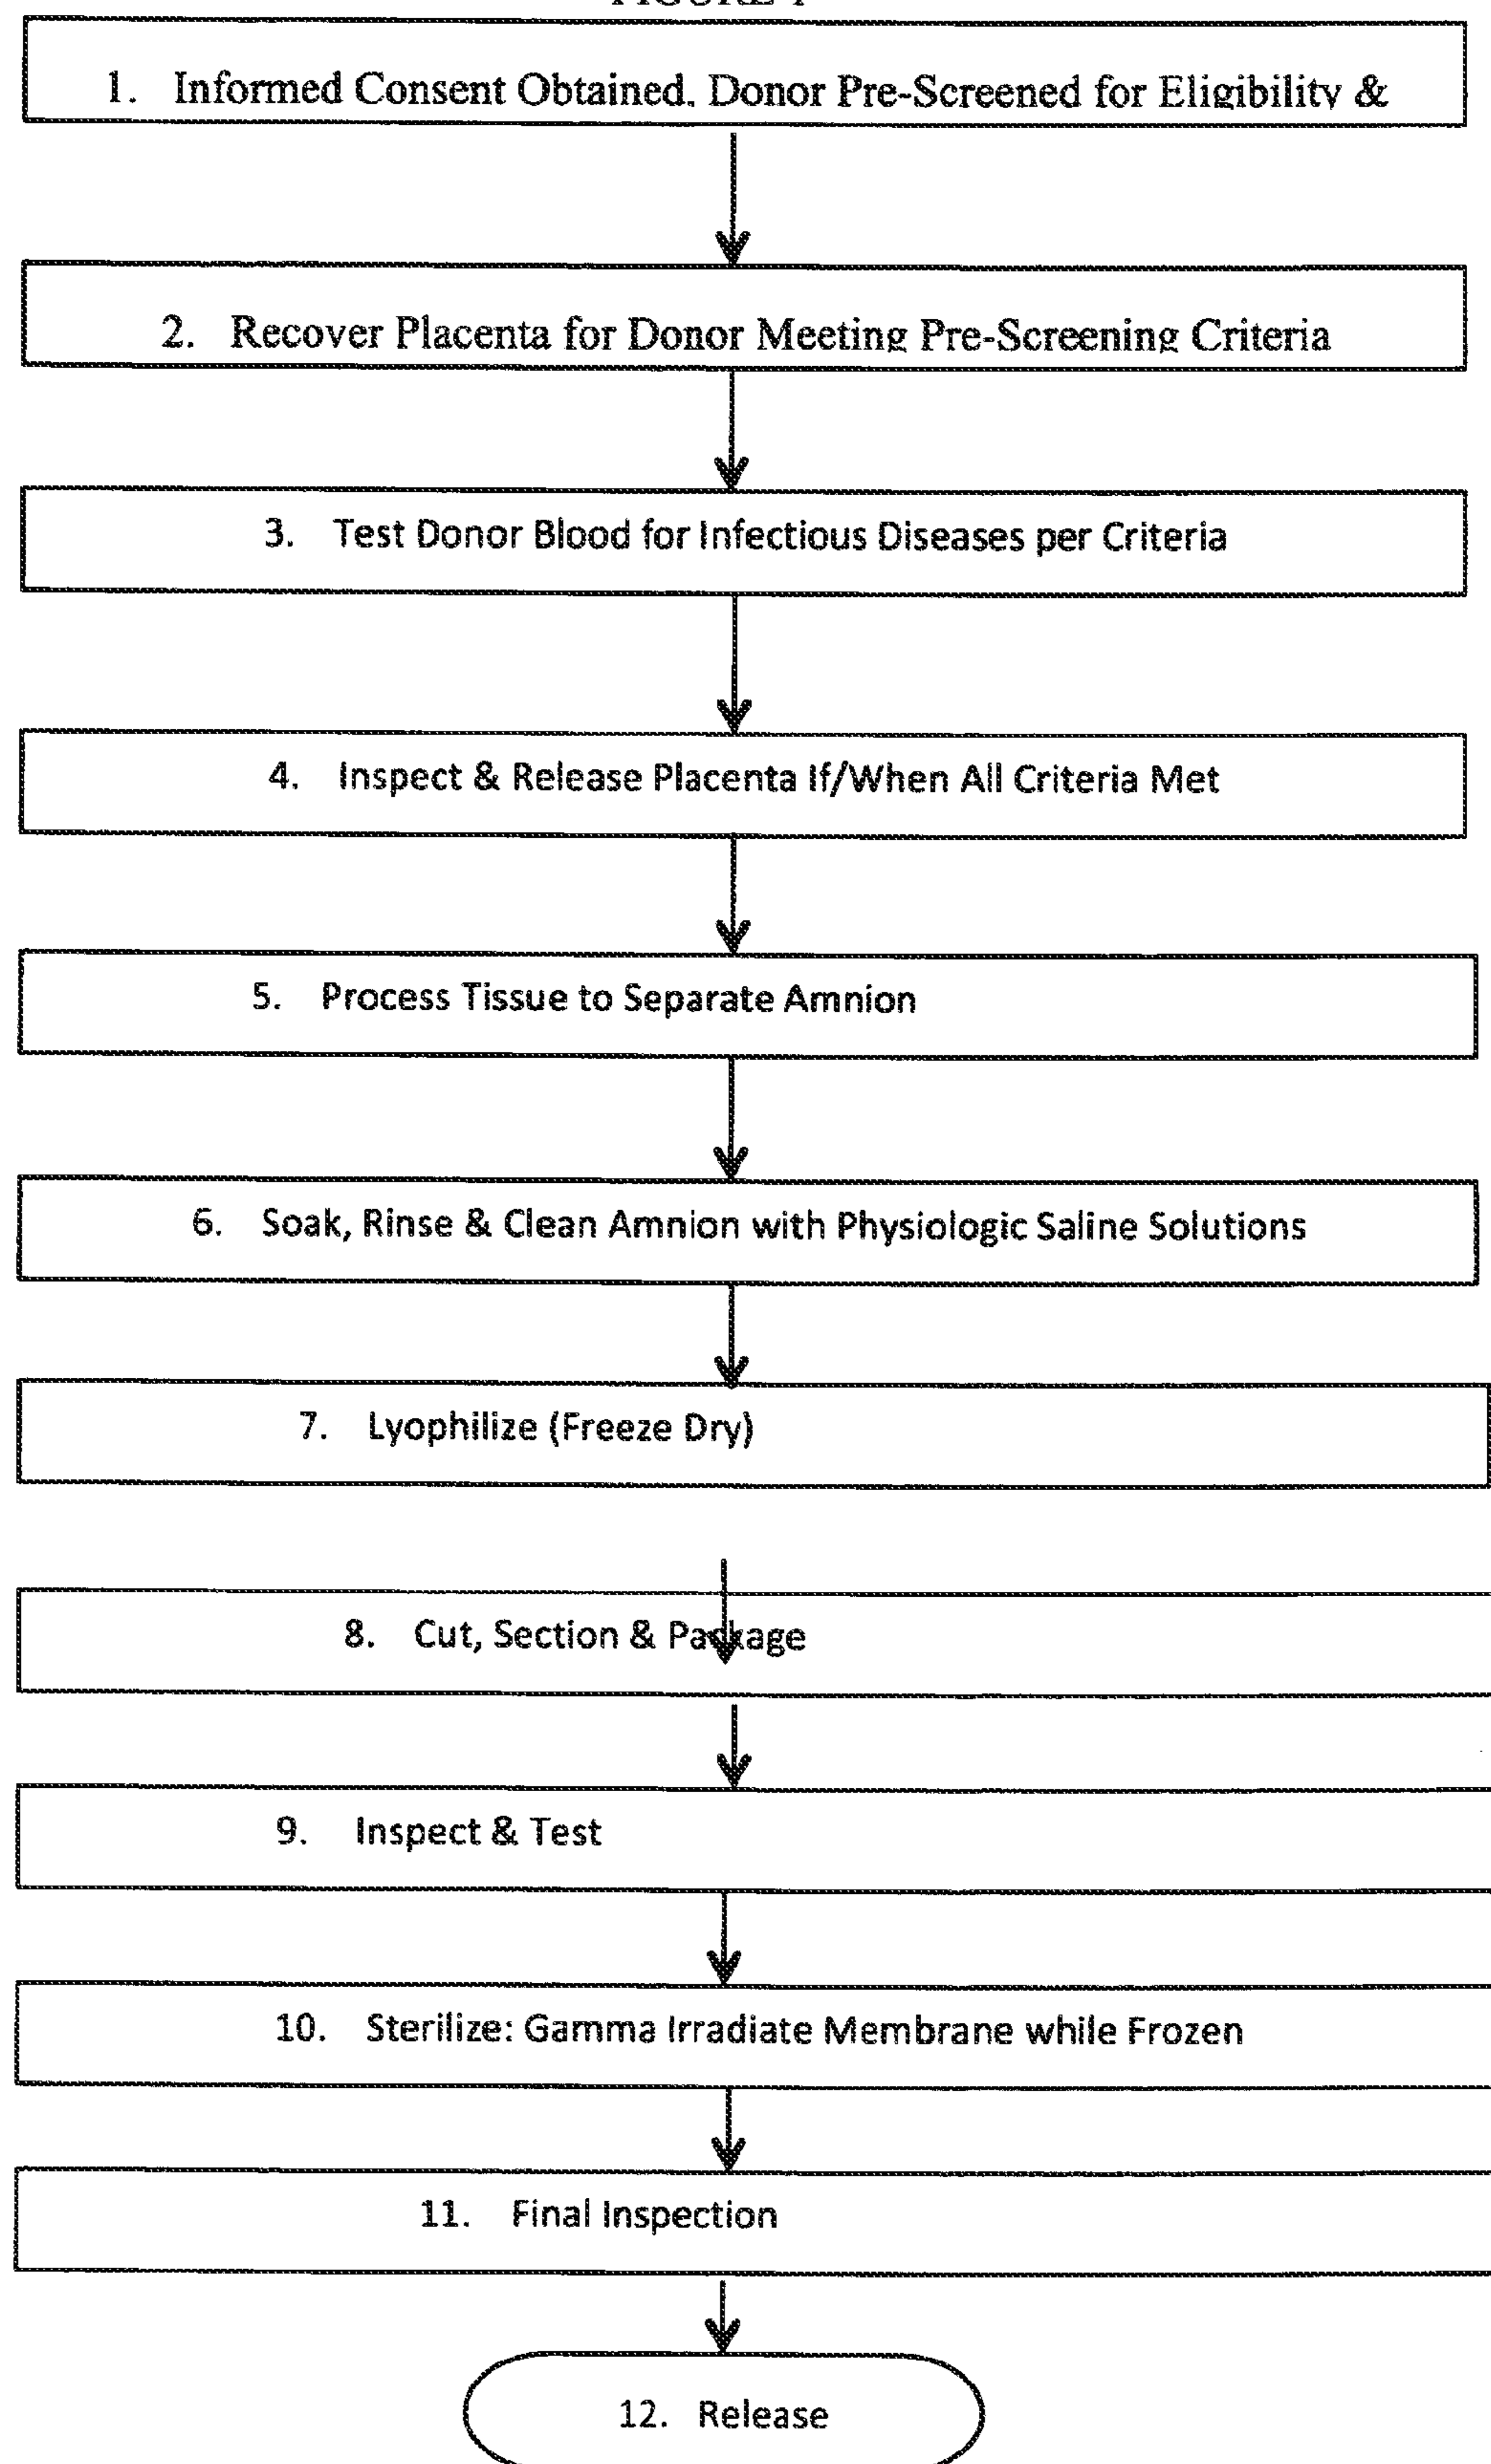 1. Informed Consent Obtained, Donor Pre-Screened for Eligibility &
2. Recover Placenta for Donor Meeting Pre-Screening Criteria
3. Test Donor Blood for Infectious Diseases per Criteria
4. Inspect & Release Placenta If/When All Criteria Met
5. Process Tissue to Separate Amnion
6. Soak, Rinse & Clean Amnion with Physiologic Saline Solutions
7. Lyophilize (Freeze Dry)
8. Cut, Section & Package
9. Inspect & Test
10. Sterilize: Gamma Irradiate Membrane while Frozen
11. Final Inspection
12. Release